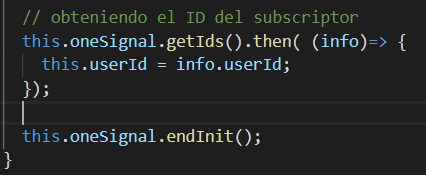 // obteniendo el ID del subscriptor
this.oneSignal.getIds().then( (info)=> {
this.userId = info.userId;
});
this.oneSignal.endInit();
}